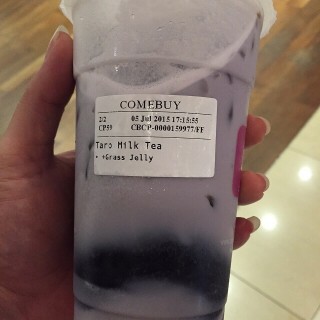 COMEBUY
2/2 05 Jul 2015 17:15:55
CP59 CBCP-0000159977/FF
Taro Milk Tea
• +Grass Jelly